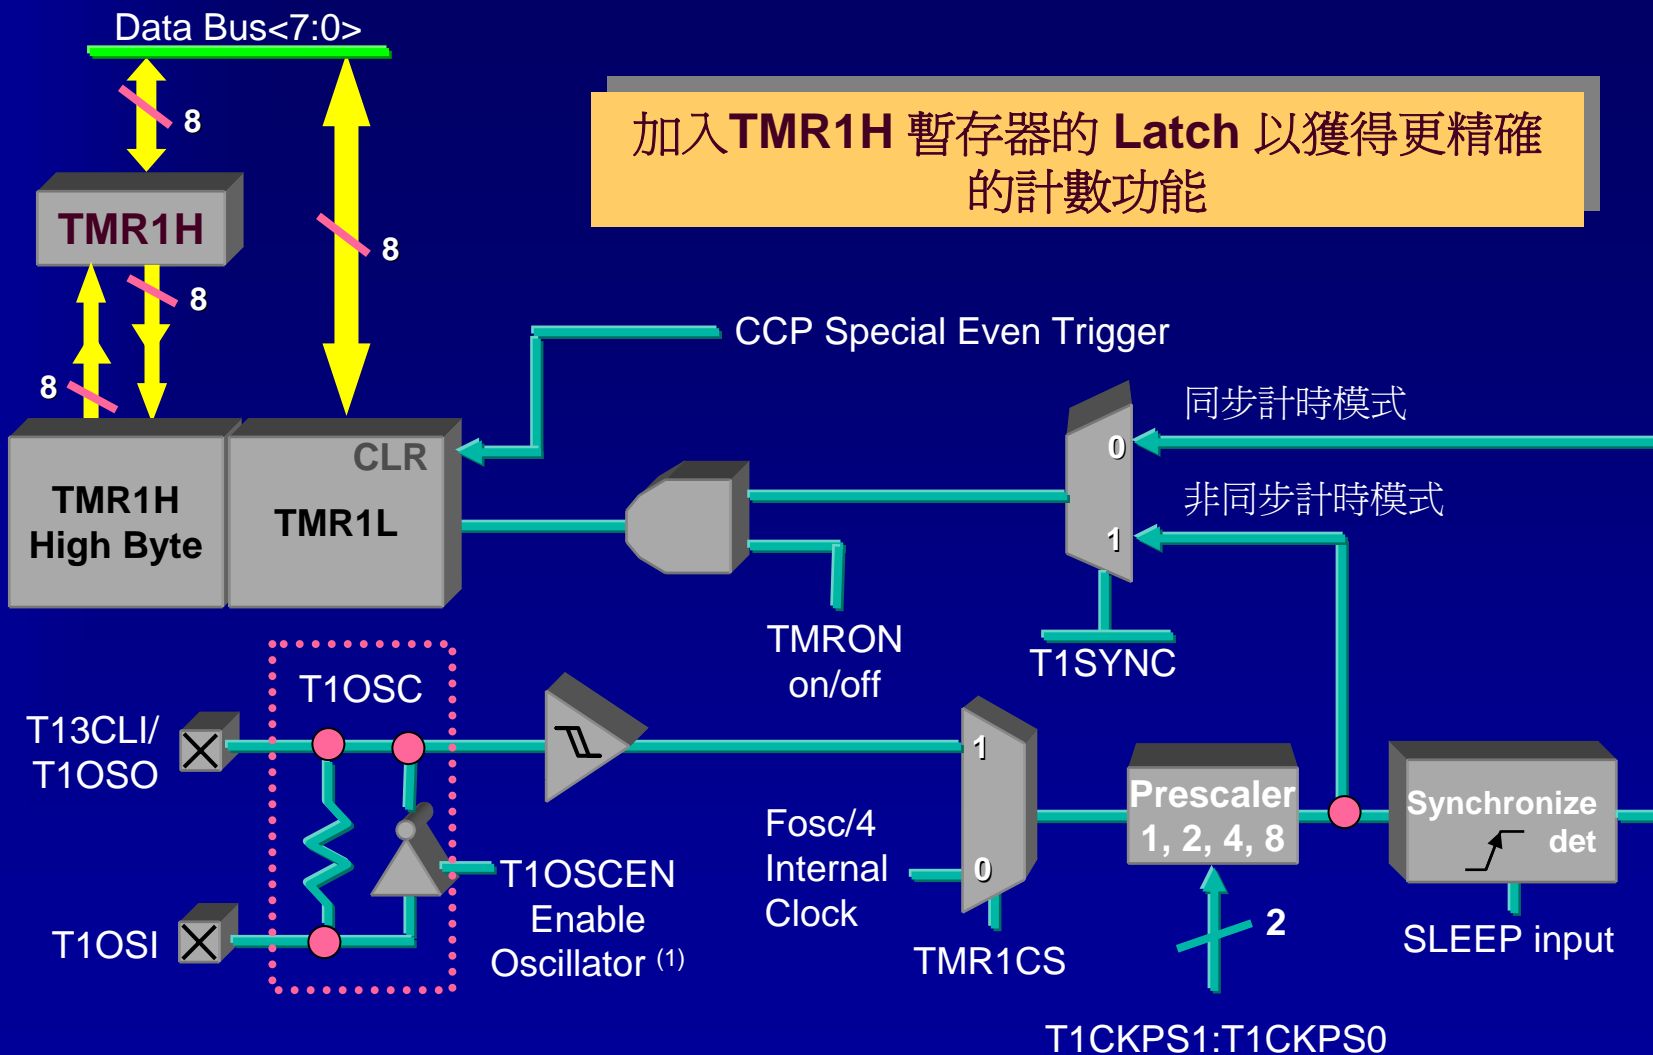 Data Bus<7:0>
加入TMR1H 暫存器的 Latch 以獲得更精確
的計數功能
8
TMR1H
8
8
8
CCP Special Even Trigger
CLR
TMR1H
High Byte
TMR1L
0
同步計時模式
1
非同步計時模式
TMRON
on/off
T1SYNC
T1OSC
T13CLI/
T1OSO
T1OSI
T1OSCEN
Enable
Oscillator (1)
1
0
Fosc/4
Internal
Clock
TMR1CS
Prescaler
1, 2, 4, 8
2
T1CKPS1:T1CKPS0
Synchronize
det
SLEEP input